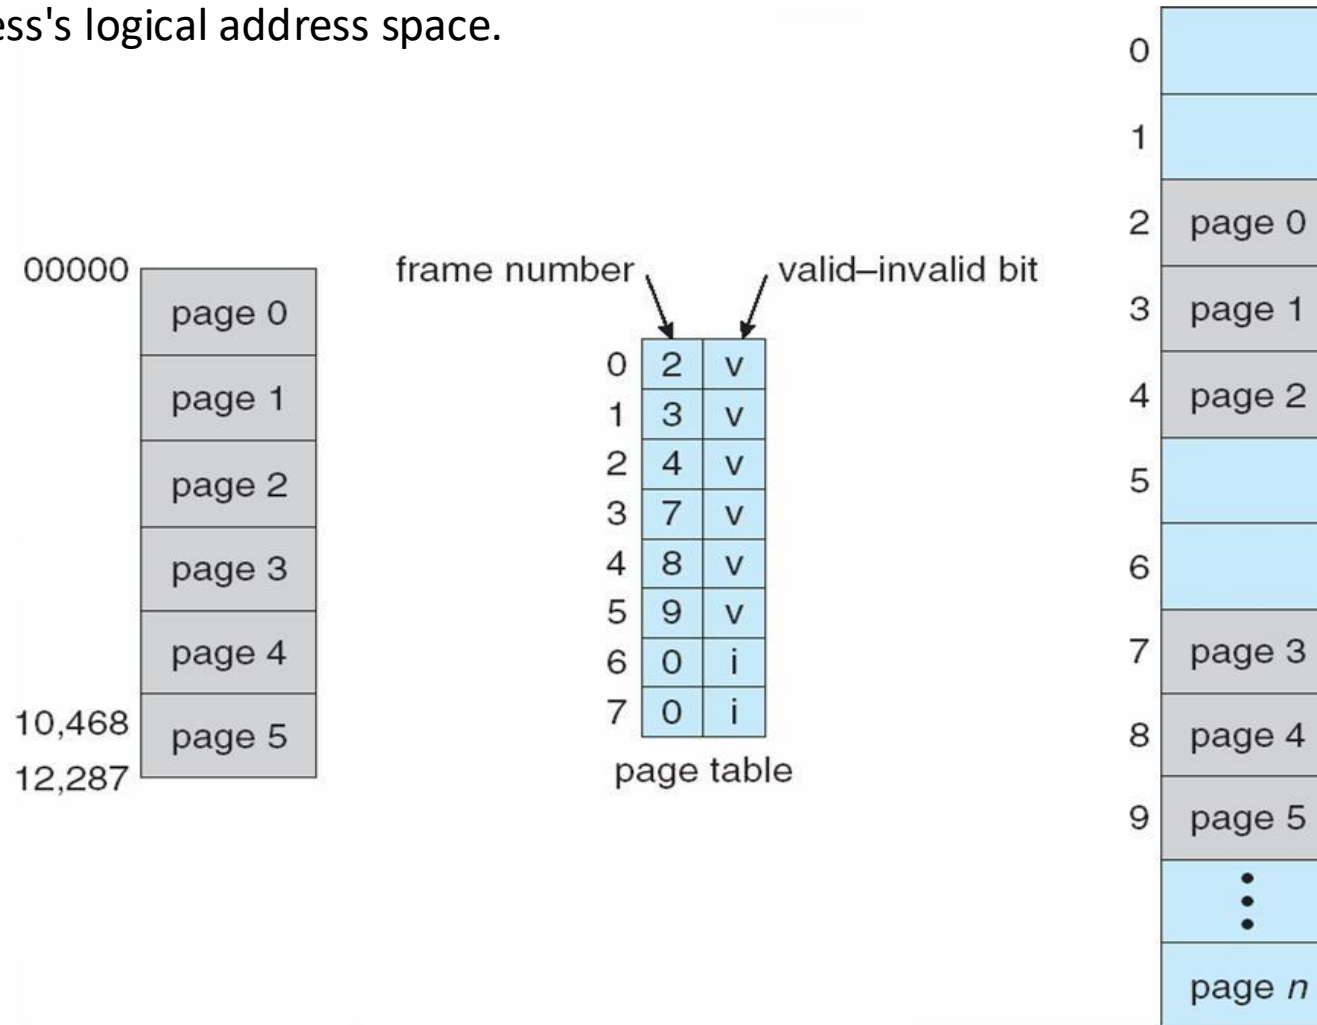 ess's logical address space.
00000
page 0
page 1
page 2
page 3
page 4
10,468
page 5
12,287
frame number
valid–invalid bit
0 2 v
1 3 v
2 4 v
3 7 v
4 8 v
5 9 v
6 0 i
7 0 i
page table
0
1
2 page 0
3 page 1
4 page 2
5
6
7 page 3
8 page 4
9 page 5
page n